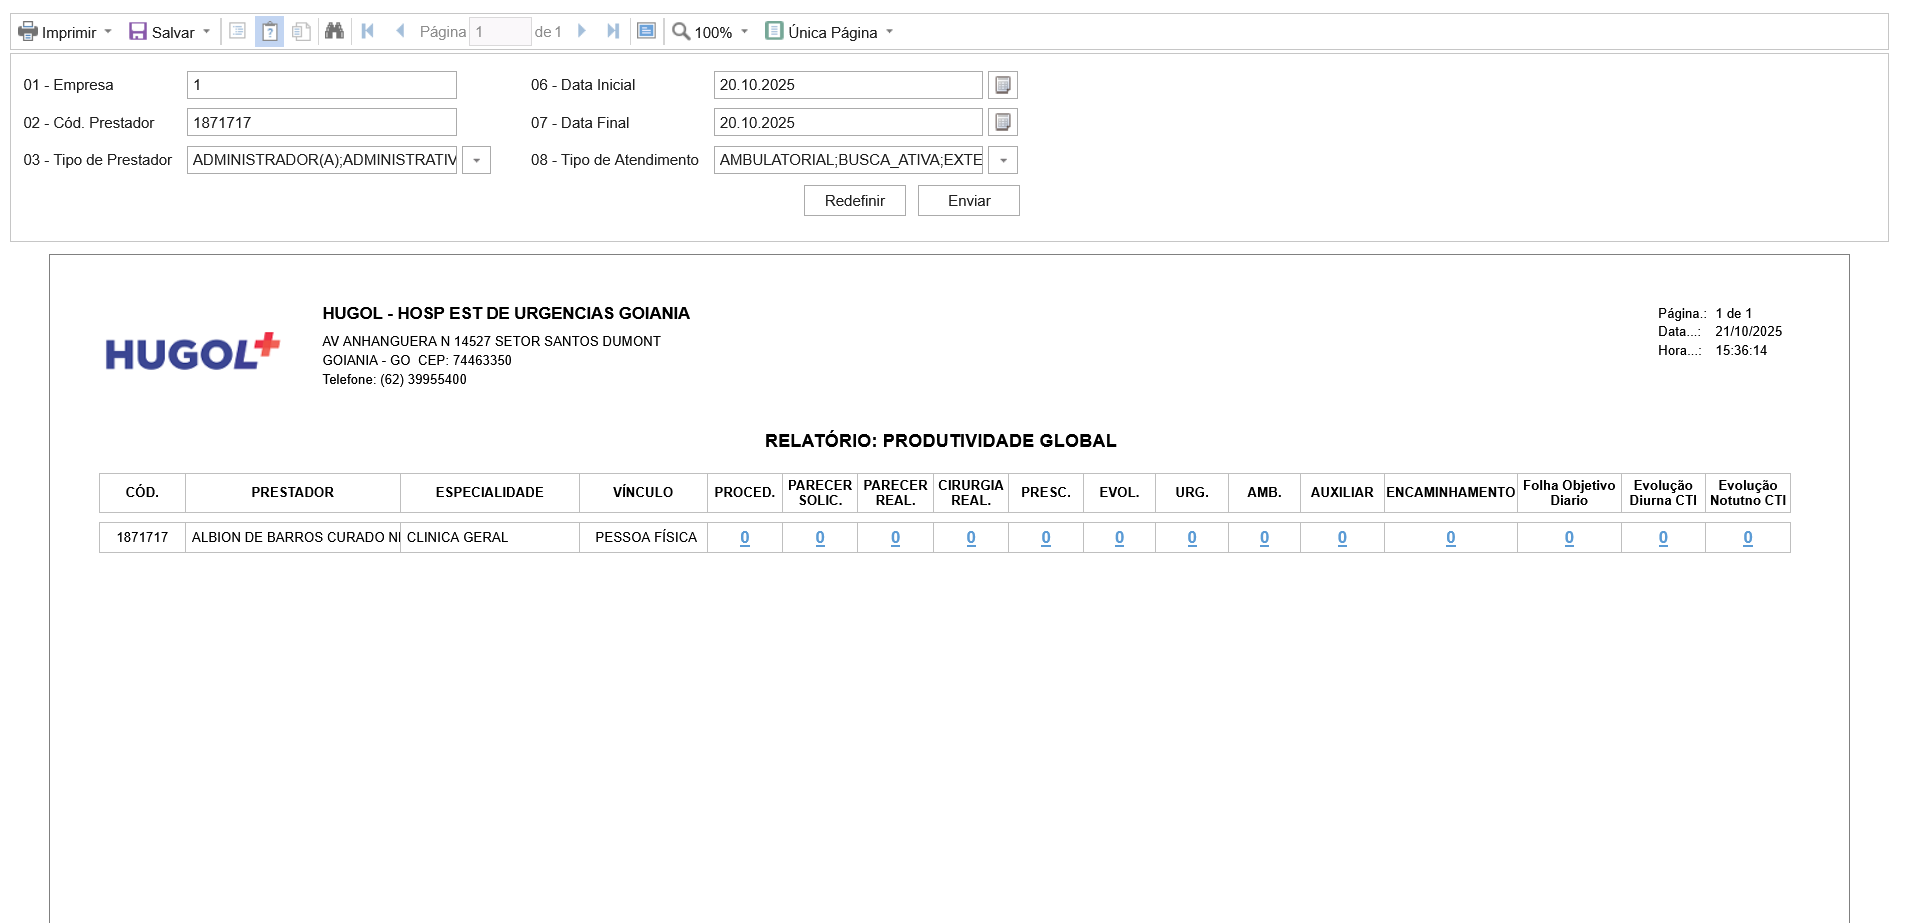 Imprimir Salvar Página 1 de 1 100% Única Página
01 - Empresa 1 06 - Data Inicial 20.10.2025
02 - Cód. Prestador 1871717 07 - Data Final 20.10.2025
03 - Tipo de Prestador ADMINISTRADOR(A);ADMINISTRATIV 08 - Tipo de Atendimento AMBULATORIAL;BUSCA_ATIVA;EXTE
Redefinir Enviar
HUGOL
HUGOL - HOSP EST DE URGENCIAS GOIANIA
AV ANHANGUERA N 14527 SETOR SANTOS DUMONT
GOIANIA - GO CEP: 74463350
Telefone: (62) 39955400
Página.: 1 de 1
Data...: 21/10/2025
Hora...: 15:36:14
RELATÓRIO: PRODUTIVIDADE GLOBAL
CÓD. PRESTADOR ESPECIALIDADE VÍNCULO PROCED. PARECER SOLIC. PARECER REAL. CIRURGIA REAL. PRESC. EVOL. URG. AMB. AUXILIAR ENCAMINHAMENTO Folha Objetivo Diario Evolução Diurna CTI Evolução Notutno CTI
1871717 ALBION DE BARROS CURADO NI CLINICA GERAL PESSOA FÍSICA 0 0 0 0 0 0 0 0 0 0 0 0 0